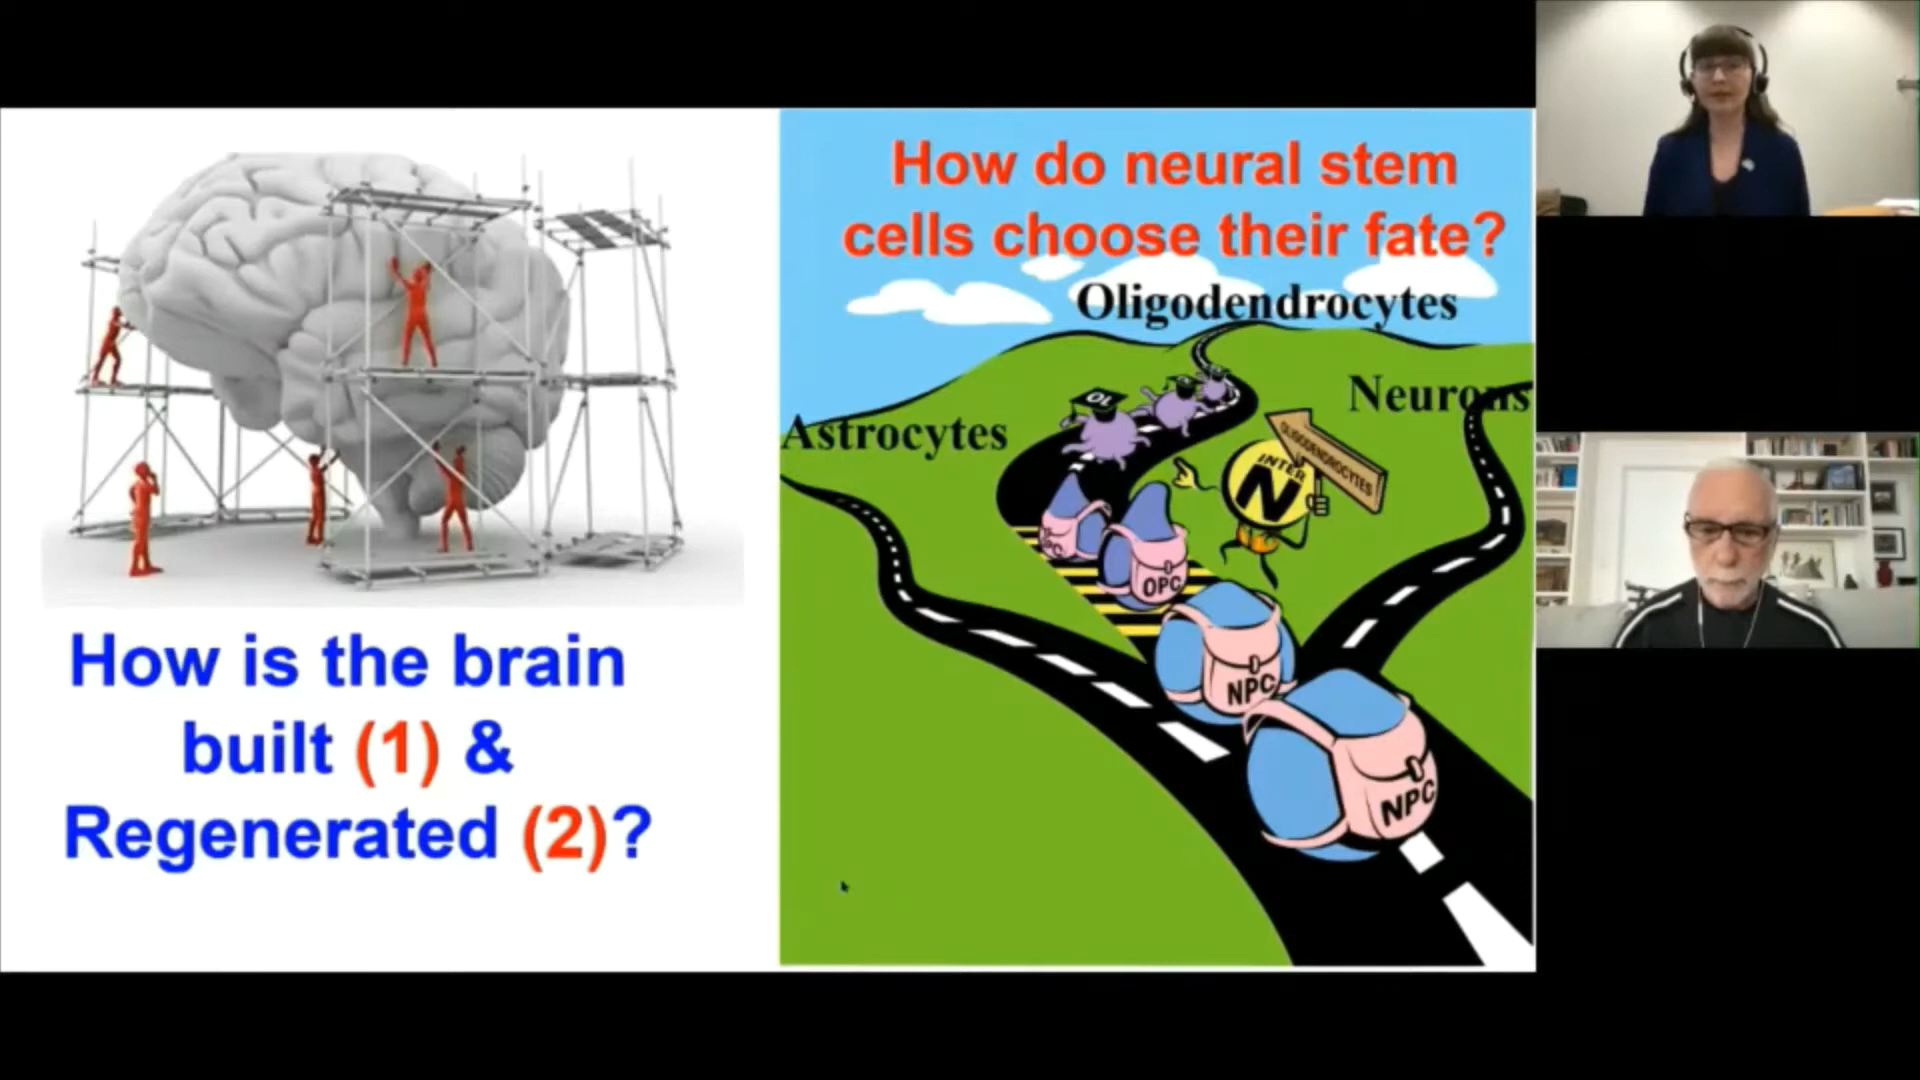 How is the brain
built (1) &
Regenerated (2)?
How do neural stem
cells choose their fate?
Oligodendrocytes
Neurons
Astrocytes
OL
OLIGODENDROCYTES
INTER
N
OPC
NPC
NPC